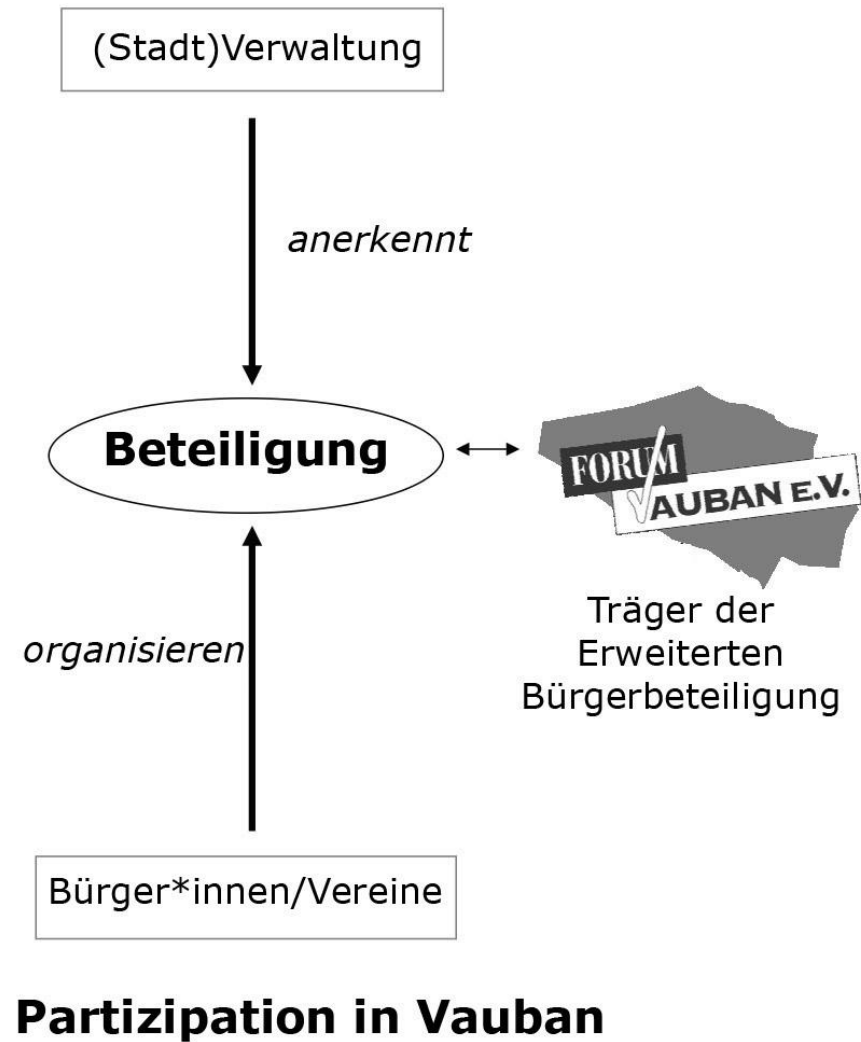 (Stadt)Verwaltung
anerkennt
Beteiligung
FORUM
VAUBAN E.V.
Träger der
Erweiterten
Bürgerbeteiligung
organisieren
Bürger*innen/Vereine
Partizipation in Vauban